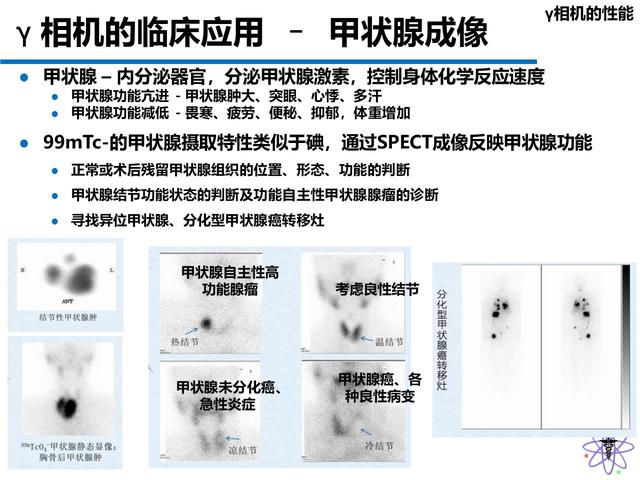 γ相机的性能
γ 相机的临床应用 – 甲状腺成像
甲状腺 – 内分泌器官，分泌甲状腺激素，控制身体化学反应速度
甲状腺功能亢进 - 甲状腺肿大、突眼、心悸、多汗
甲状腺功能减低 - 畏寒、疲劳、便秘、抑郁，体重增加
99mTc-的甲状腺摄取特性类似于碘，通过SPECT成像反映甲状腺功能
正常或术后残留甲状腺组织的位置、形态、功能的判断
甲状腺结节功能状态的判断及功能自主性甲状腺腺瘤的诊断
寻找异位甲状腺、分化型甲状腺癌转移灶
R
L
ANT
结节性甲状腺肿
99mTcO4-甲状腺静态显像：
胸骨后甲状腺肿
甲状腺自主性高
功能腺瘤
热结节
考虑良性结节
温结节
甲状腺未分化癌、
急性炎症
凉结节
甲状腺癌、各
种良性病变
冷结节
分化型甲状腺癌转移灶